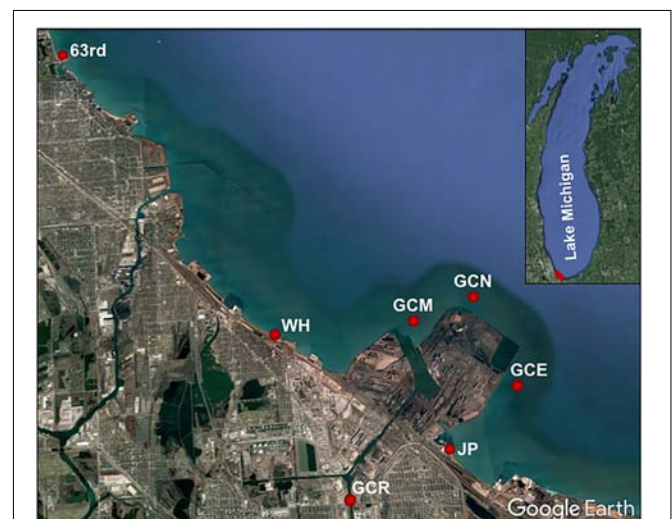 63rd
Lake Michigan
GCN
GCM
WH
GCE
JP
GCR
Google Earth